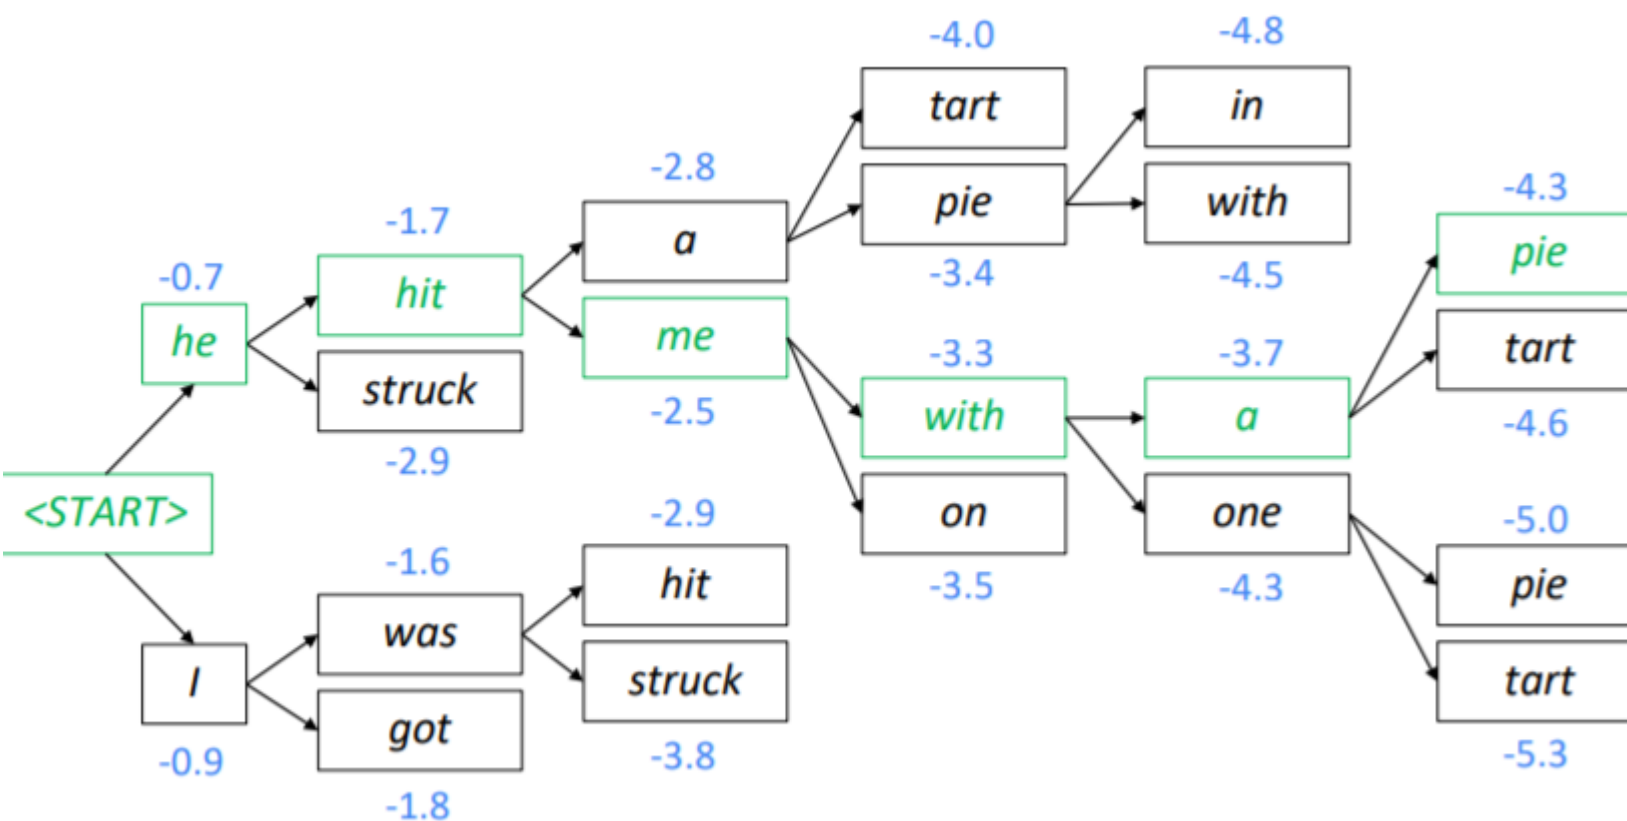 -4.0
-4.8
tart
in
-2.8
-4.3
pie
with
-1.7
a
pie
-0.7
hit
-3.4
-4.5
he
me
-3.3
-3.7
tart
struck
-2.5
with
a
-4.6
-2.9
<START>
-2.9
on
one
-5.0
-1.6
hit
-3.5
-4.3
pie
was
I
struck
tart
got
-0.9
-3.8
-5.3
-1.8